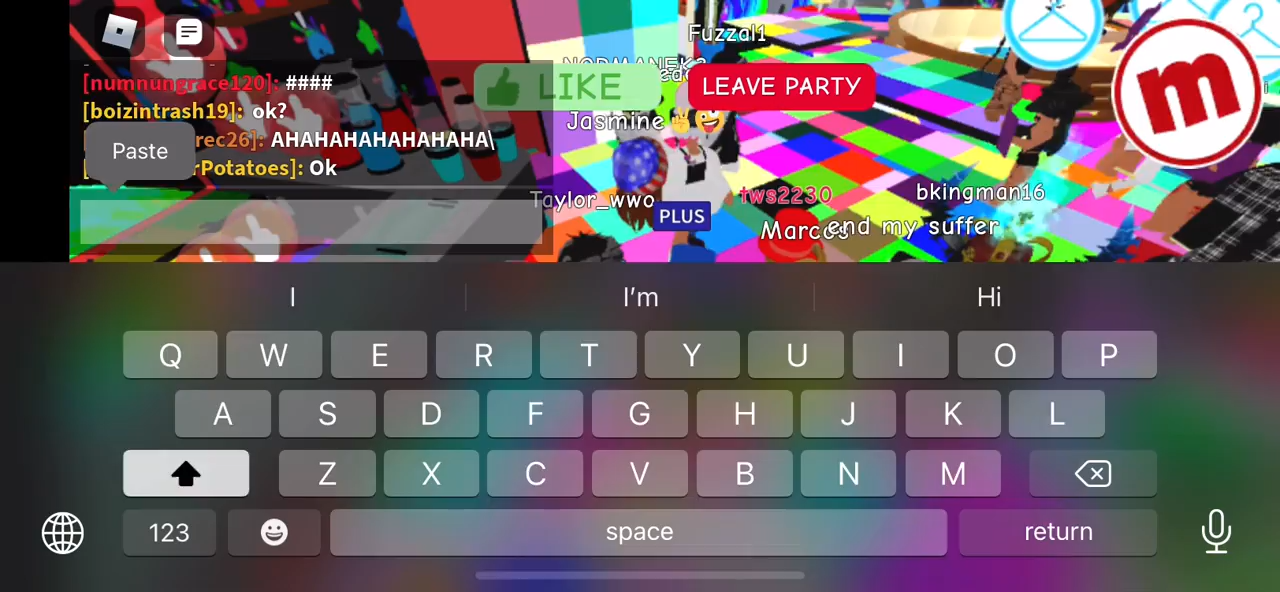 Fuzzal1
[numnungrace120]: ####
LIKE
LEAVE PARTY
m
[boizintrash19]: ok?
Jasmine✌😜
rec26]: AHAHAHAHAHAHAHA\
Paste
rPotatoes]: Ok
Taylor_wwo
PLUS
tws2230
bkingman16
Marcos
end my suffer
I
I'm
Hi
Q W E R T Y U I O P
A S D F G H J K L
Z X C V B N M
123
space
return